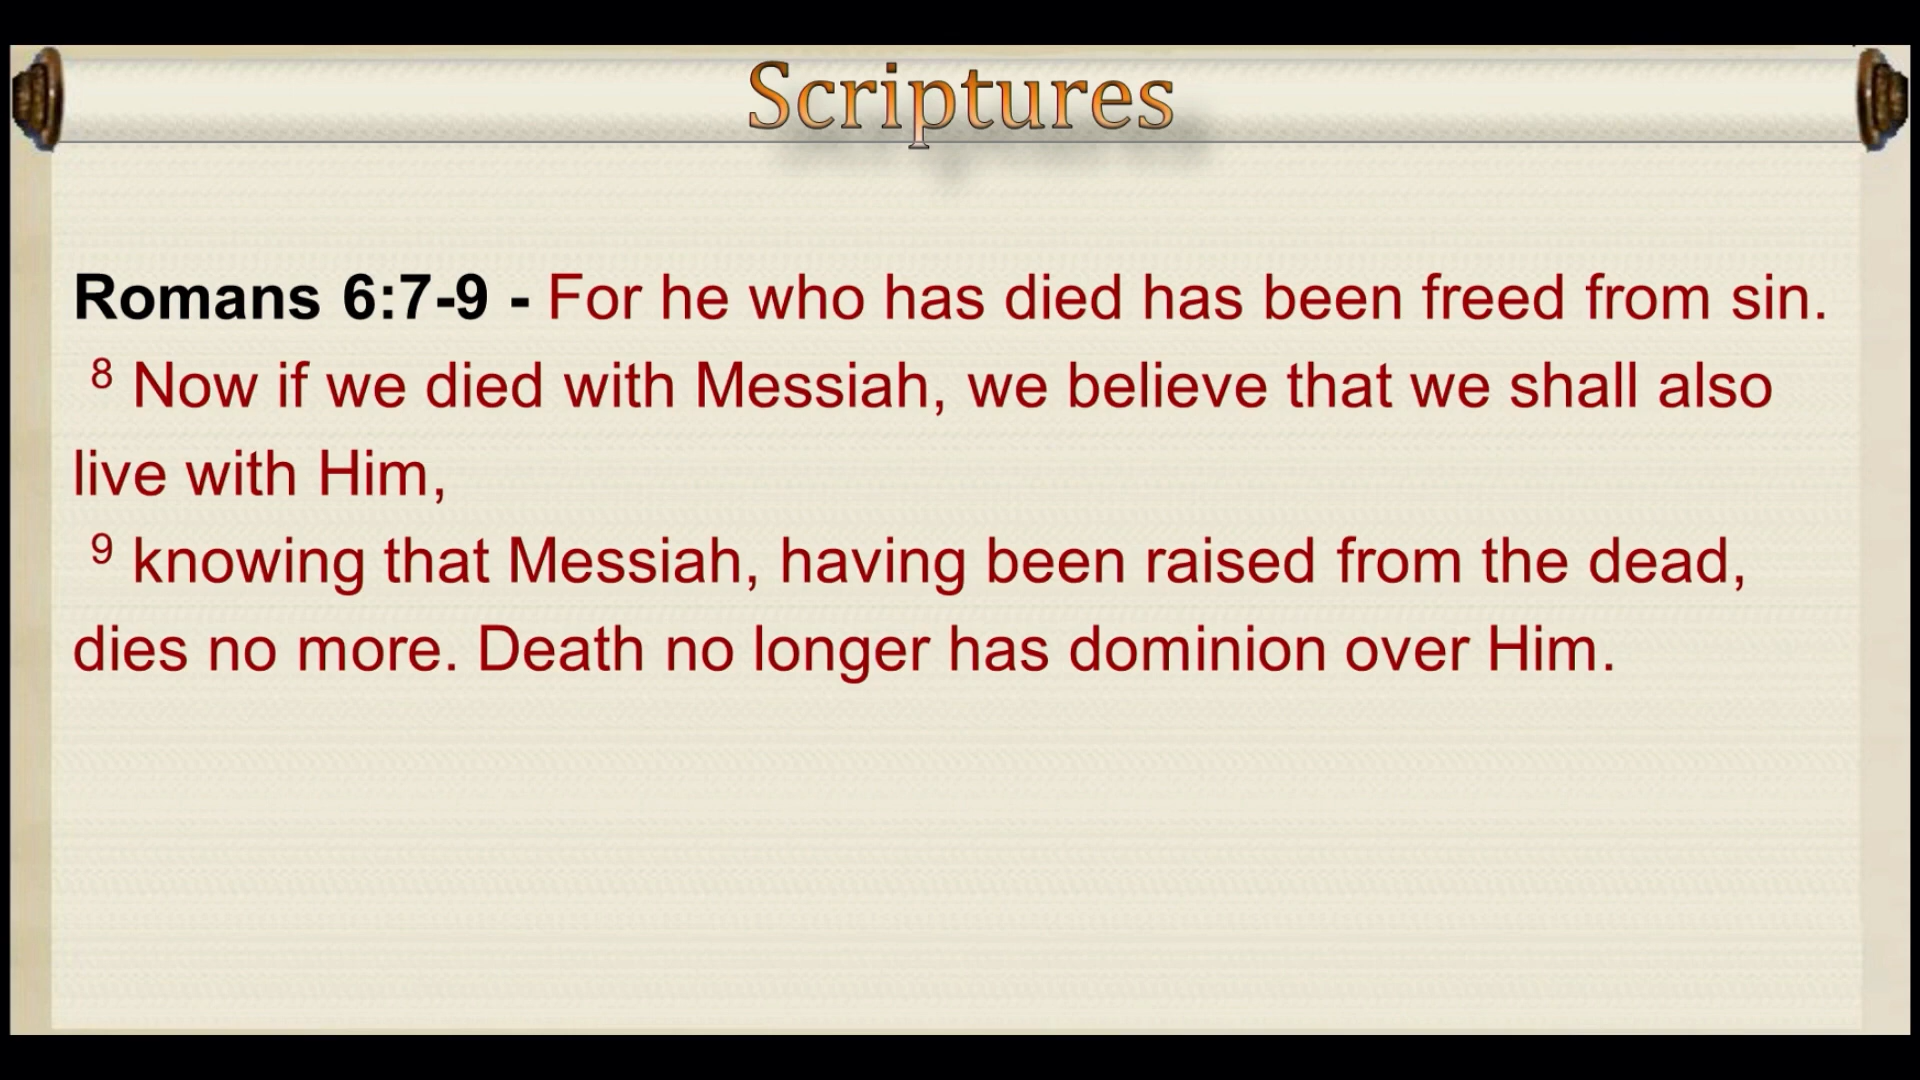 Scriptures
Romans 6:7-9 - For he who has died has been freed from sin.
8 Now if we died with Messiah, we believe that we shall also
live with Him,
9 knowing that Messiah, having been raised from the dead,
dies no more. Death no longer has dominion over Him.